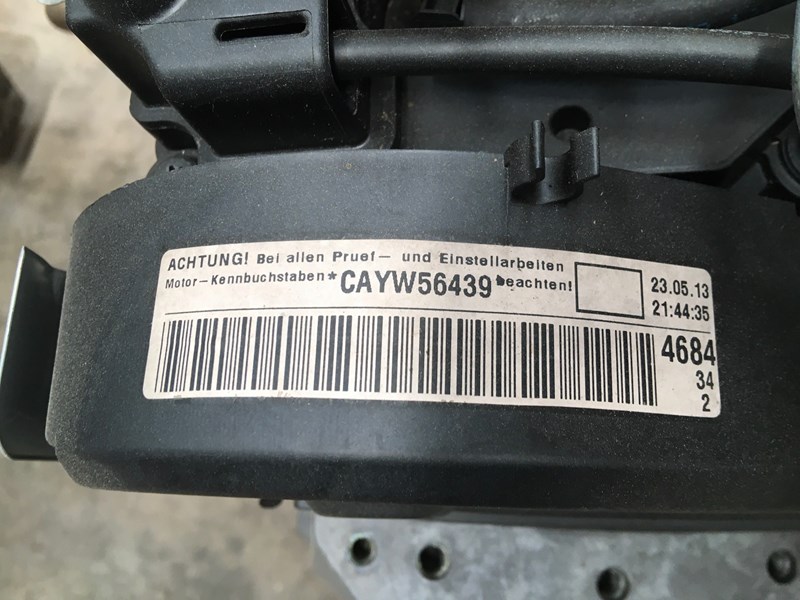 ACHTUNG! Bei allen Pruef- und Einstellarbeiten
Motor-Kennbuchstaben *CAYW56439* beachten!
23.05.13
21:44:35
4684
34
2